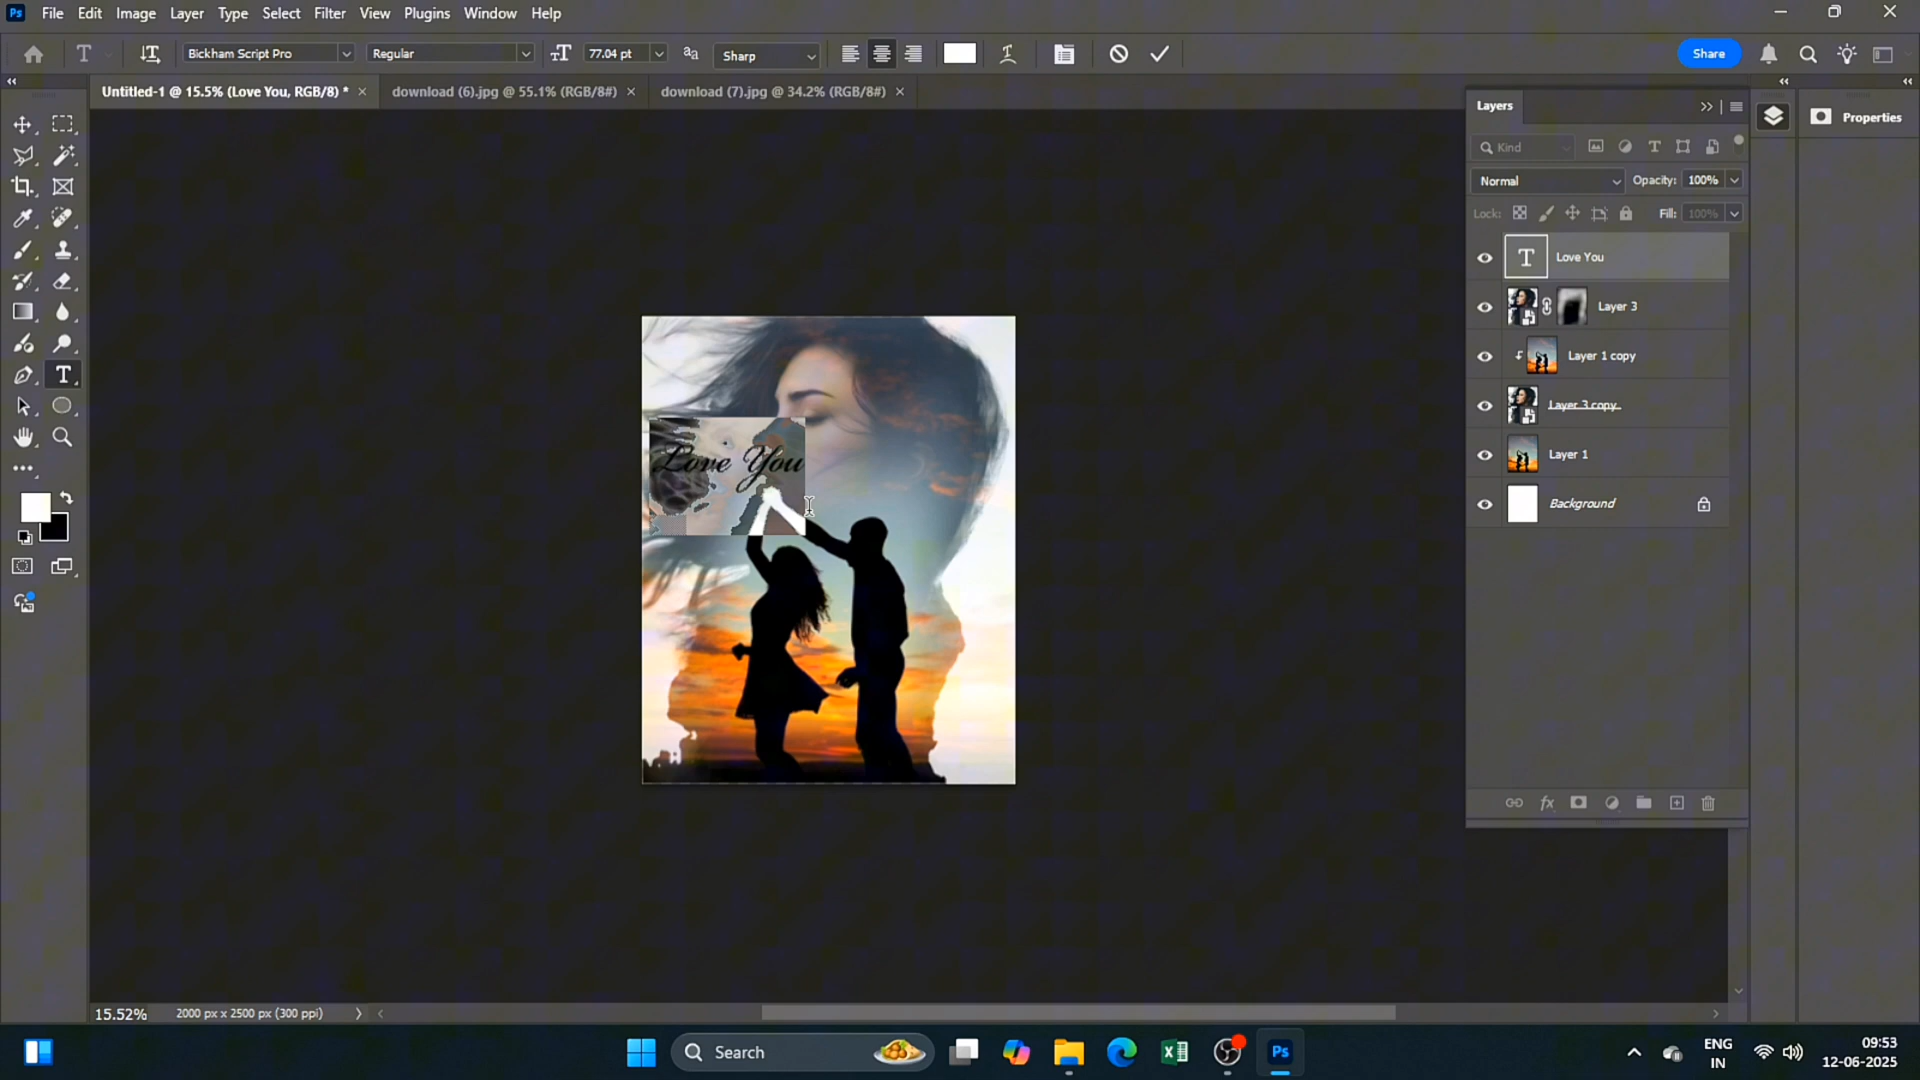 Ps File Edit Image Layer Type Select Filter View Plugins Window Help
T Bickham Script Pro Regular 77.04 pt aa Sharp Share
Untitled-1 @ 15.5% (Love You, RGB/8) * download (6).jpg @ 55.1% (RGB/8#) download (7).jpg @ 34.2% (RGB/8#)
Layers Properties
Kind
Normal Opacity: 100%
Lock: Fill: 100%
T Love You
Layer 3
Layer 1 copy
Layer 3 copy
Layer 1
Background
Love You
fx
15.52% 2000 px x 2500 px (300 ppi)
Search Ps ENG 09:53
IN 12-06-2025